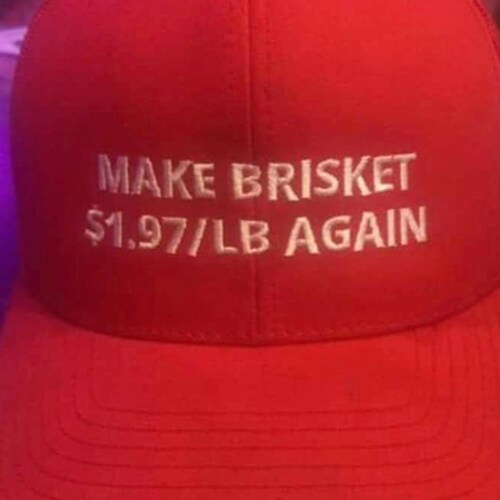 MAKE BRISKET
$1.97/LB AGAIN